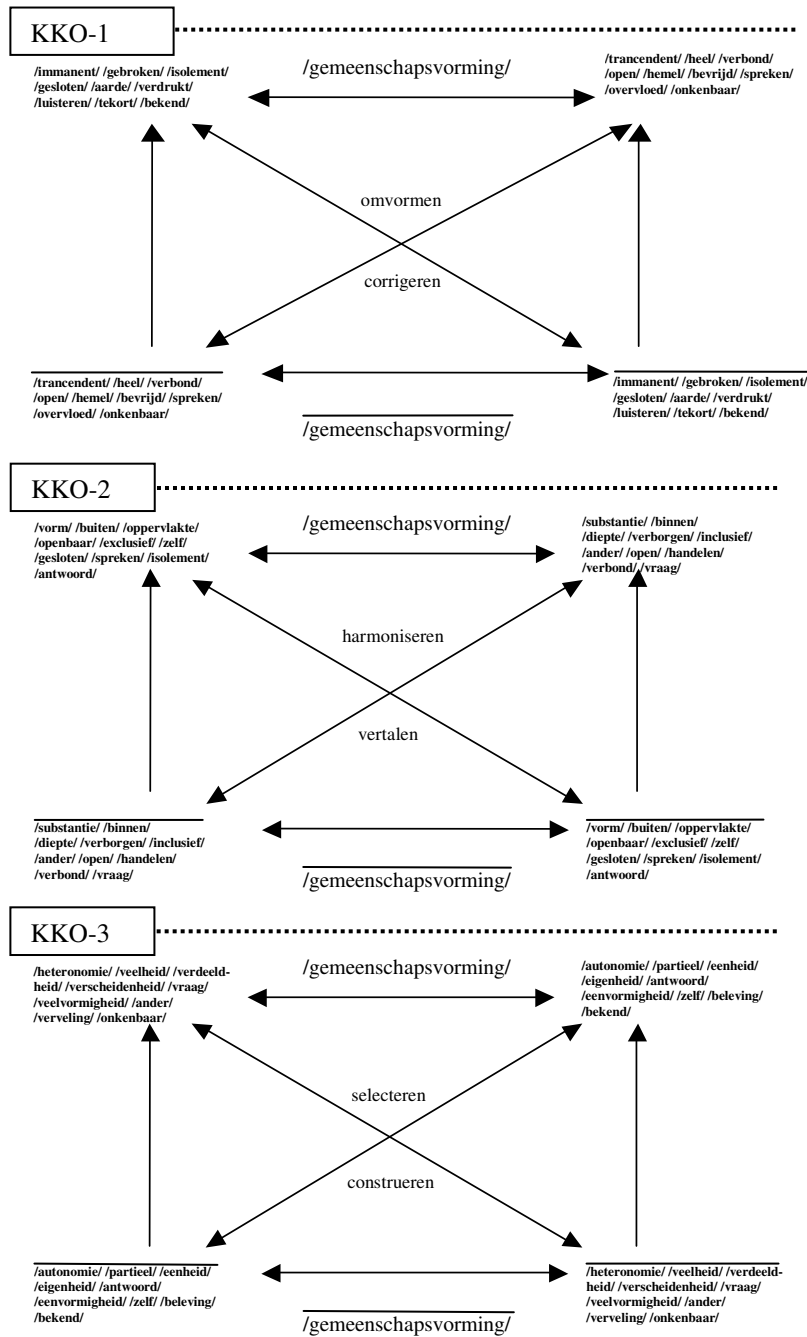 KKO-1
/immanent/ /gebroken/ /isolement/
/gesloten/ /aarde/ /verdrukt/
/luisteren/ /tekort/ /bekend/
/gemeenschapsvorming/
/trancendent/ /heel/ /verbond/
/open/ /hemel/ /bevrijd/ /spreken/
/overvloed/ /onkenbaar/
omvormen
corrigeren
/trancendent/ /heel/ /verbond/
/open/ /hemel/ /bevrijd/ /spreken/
/overvloed/ /onkenbaar/
/gemeenschapsvorming/
/immanent/ /gebroken/ /isolement/
/gesloten/ /aarde/ /verdrukt/
/luisteren/ /tekort/ /bekend/
KKO-2
/vorm/ /buiten/ /oppervlakte/
/openbaar/ /exclusief/ /zelf/
/gesloten/ /spreken/ /isolement/
/antwoord/
/gemeenschapsvorming/
/substantie/ /binnen/
/diepte/ /verborgen/ /inclusief/
/ander/ /open/ /handelen/
/verbond/ /vraag/
harmoniseren
vertalen
/substantie/ /binnen/
/diepte/ /verborgen/ /inclusief/
/ander/ /open/ /handelen/
/verbond/ /vraag/
/gemeenschapsvorming/
/vorm/ /buiten/ /oppervlakte/
/openbaar/ /exclusief/ /zelf/
/gesloten/ /spreken/ /isolement/
/antwoord/
KKO-3
/heteronomie/ /veelheid/ /verdeeld-
heid/ /verscheidenheid/ /vraag/
/veelvormigheid/ /ander/
/verveling/ /onkenbaar/
/gemeenschapsvorming/
/autonomie/ /partieel/ /eenheid/
/eigenheid/ /antwoord/
/eenvormigheid/ /zelf/ /beleving/
/bekend/
selecteren
construeren
/autonomie/ /partieel/ /eenheid/
/eigenheid/ /antwoord/
/eenvormigheid/ /zelf/ /beleving/
/bekend/
/gemeenschapsvorming/
/heteronomie/ /veelheid/ /verdeeld-
heid/ /verscheidenheid/ /vraag/
/veelvormigheid/ /ander/
/verveling/ /onkenbaar/